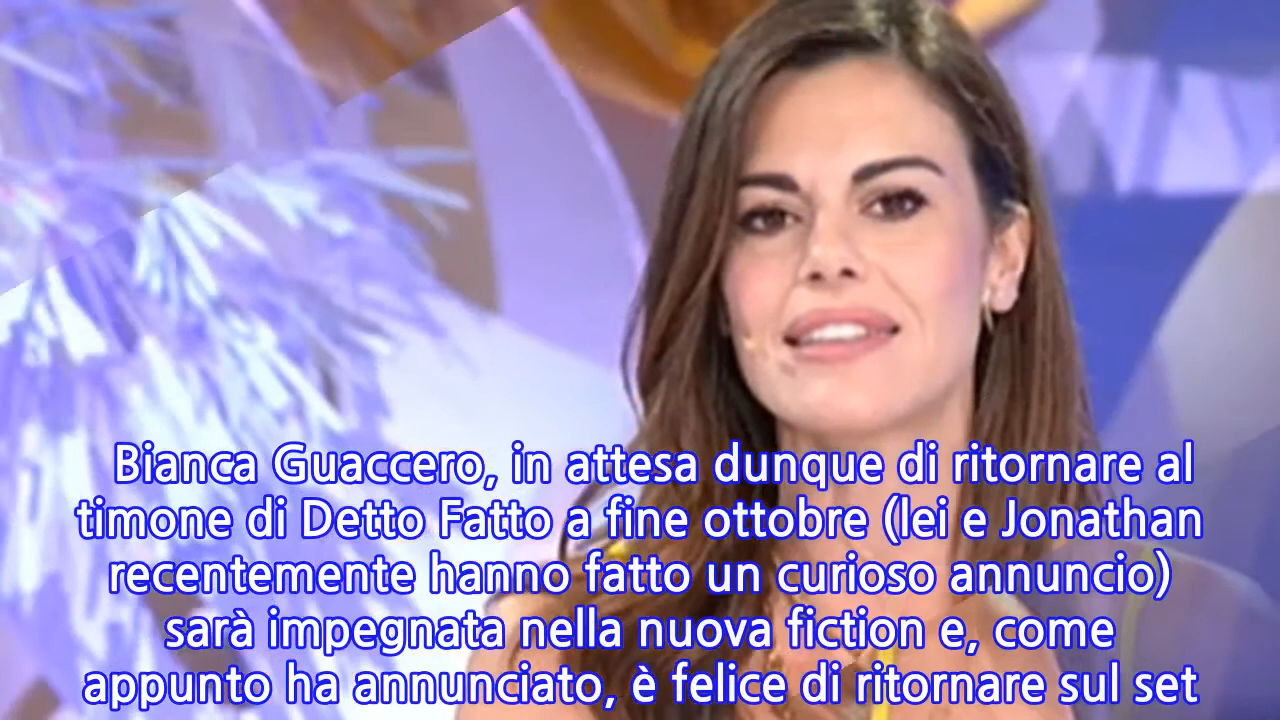 Bianca Guaccero, in attesa dunque di ritornare al
timone di Detto Fatto a fine ottobre (lei e Jonathan
recentemente hanno fatto un curioso annuncio)
sarà impegnata nella nuova fiction e, come
appunto ha annunciato, è felice di ritornare sul set